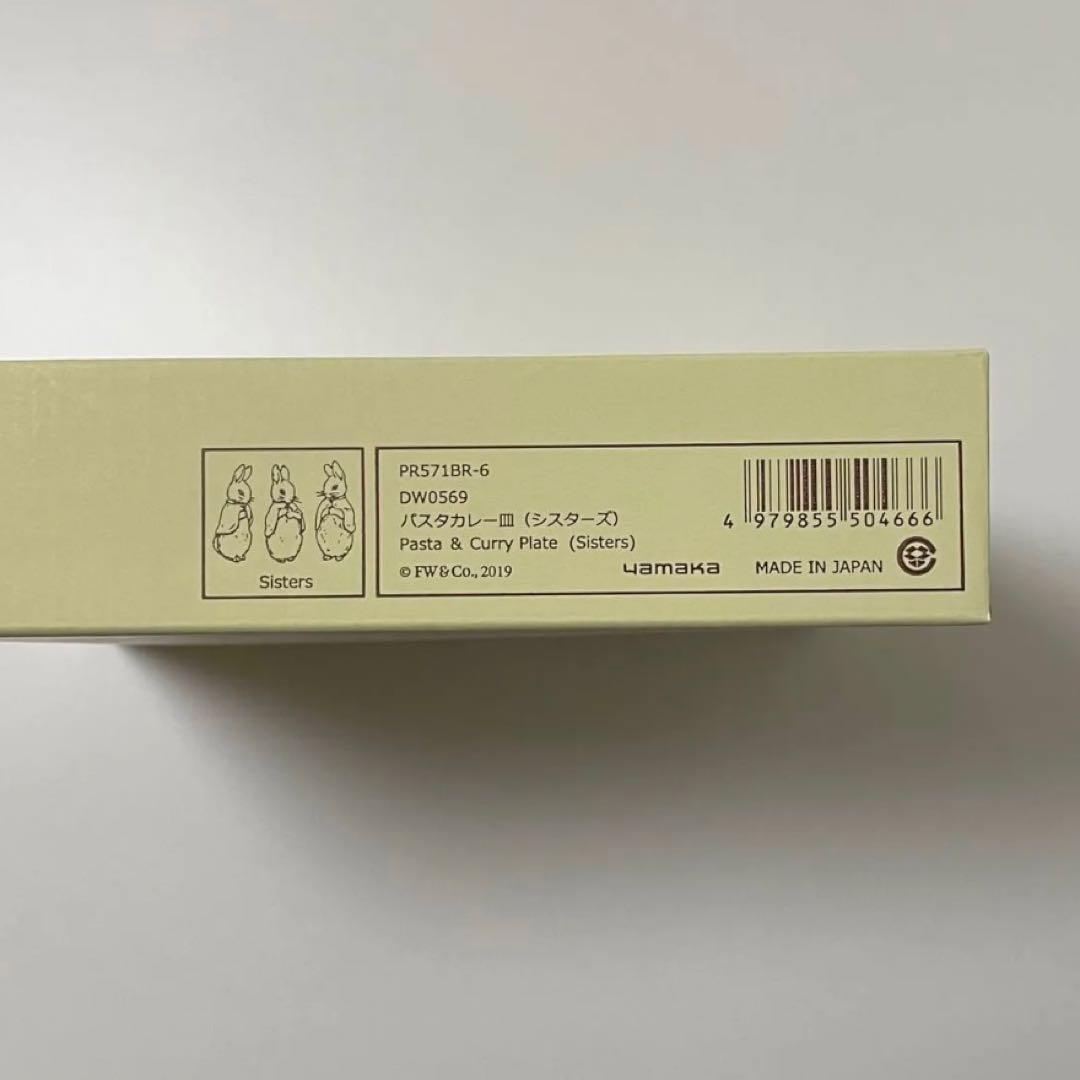 Sisters
PR571BR-6
DW0569
パスタカレー皿（シスターズ）
Pasta & Curry Plate (Sisters)
© FW & Co., 2019
yamaka
MADE IN JAPAN
4 979855 504666